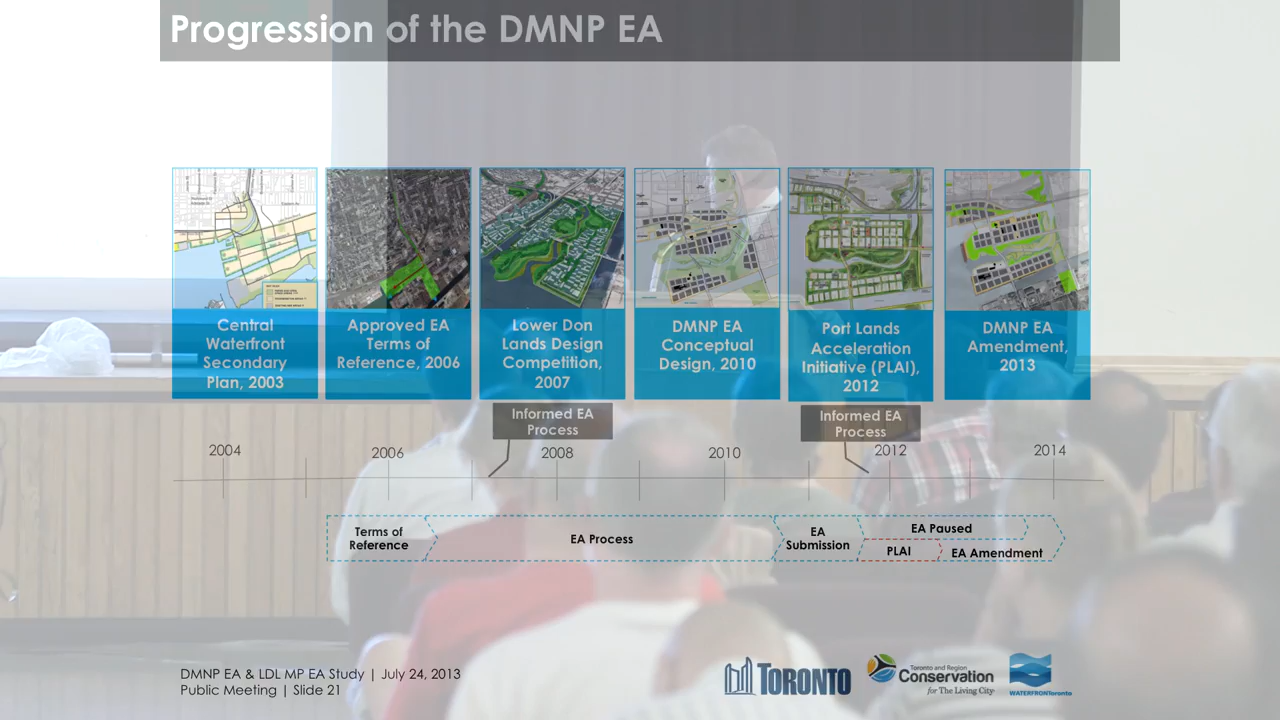 Progression of the DMNP EA
Central
Waterfront
Secondary
Plan, 2003
Approved EA
Terms of
Reference, 2006
Lower Don
Lands Design
Competition,
2007
DMNP EA
Conceptual
Design, 2010
Port Lands
Acceleration
Initiative (PLAI),
2012
DMNP EA
Amendment,
2013
Informed EA
Process
Informed EA
Process
2004
2006
2008
2010
2012
2014
Terms of
Reference
EA Process
EA
Submission
EA Paused
PLAI
EA Amendment
DMNP EA & LDL MP EA Study | July 24, 2013
Public Meeting | Slide 21
TORONTO
Toronto and Region
Conservation
for The Living City
WATERFRONToronto